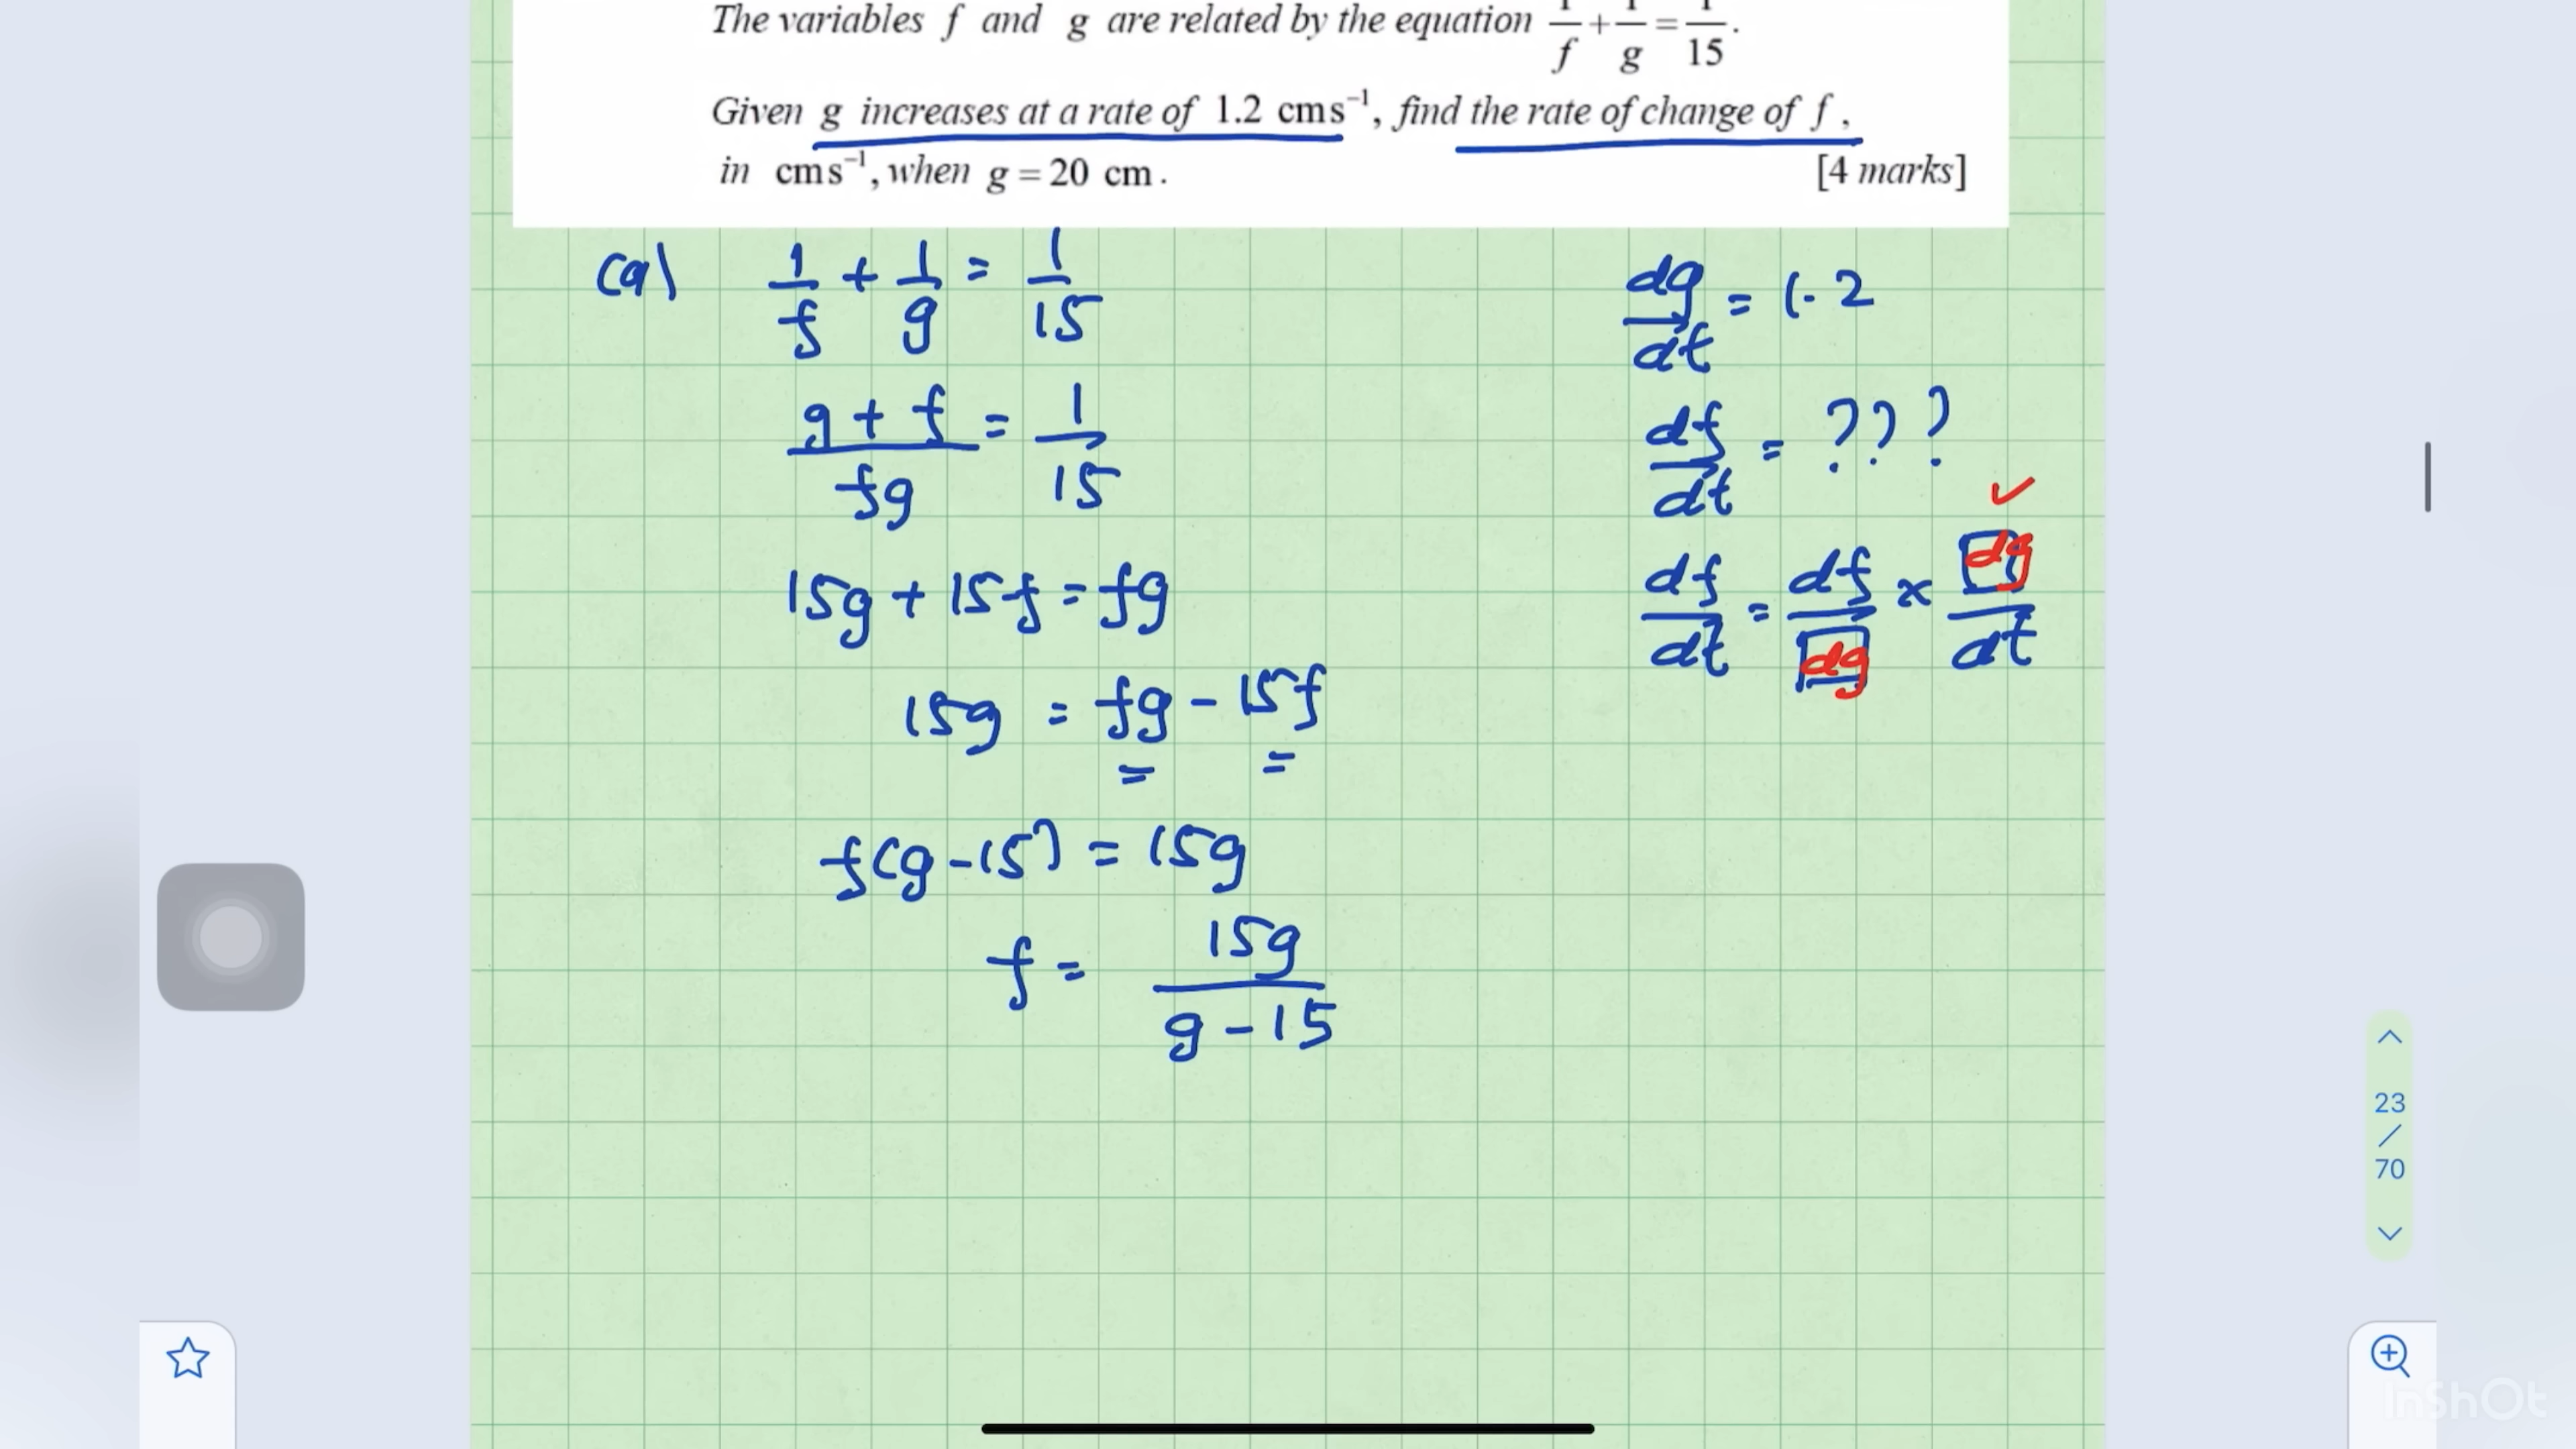 The variables f and g are related by the equation 1/f + 1/g = 1/15.
Given g increases at a rate of 1.2 cms⁻¹, find the rate of change of f,
in cms⁻¹, when g = 20 cm.
[4 marks]
(a) 1/f + 1/g = 1/15
(g + f)/fg = 1/15
15g + 15f = fg
15g = fg - 15f
f(g - 15) = 15g
f = 15g/(g - 15)
dg/dt = 1.2
df/dt = ???
✓
df/dt = df/dg × dg/dt
23
/
70
InShOt